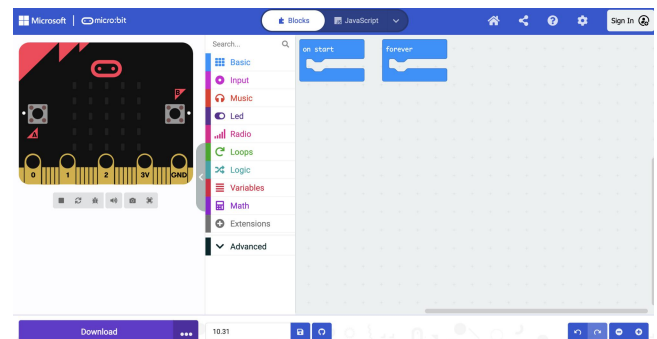 Microsoft micro:bit Blocks JavaScript Sign In
Search...
Basic
Input
Music
Led
Radio
Loops
Logic
Variables
Math
Extensions
Advanced
on start forever
A
B
0 1 2 3V GND
Download ... 10.31